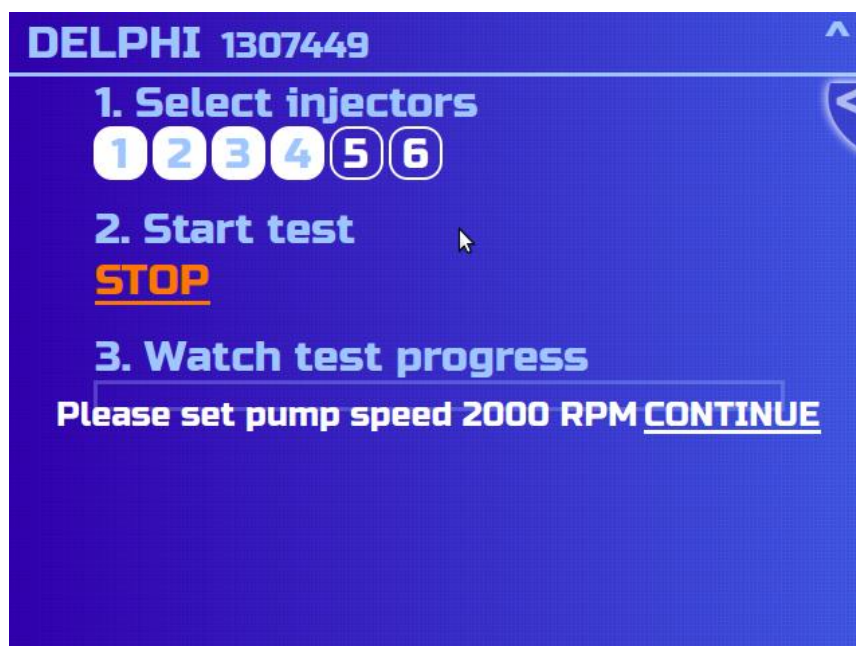 DELPHI 1307449
^
1. Select injectors
1 2 3 4 5 6
<
2. Start test
STOP
3. Watch test progress
Please set pump speed 2000 RPM CONTINUE